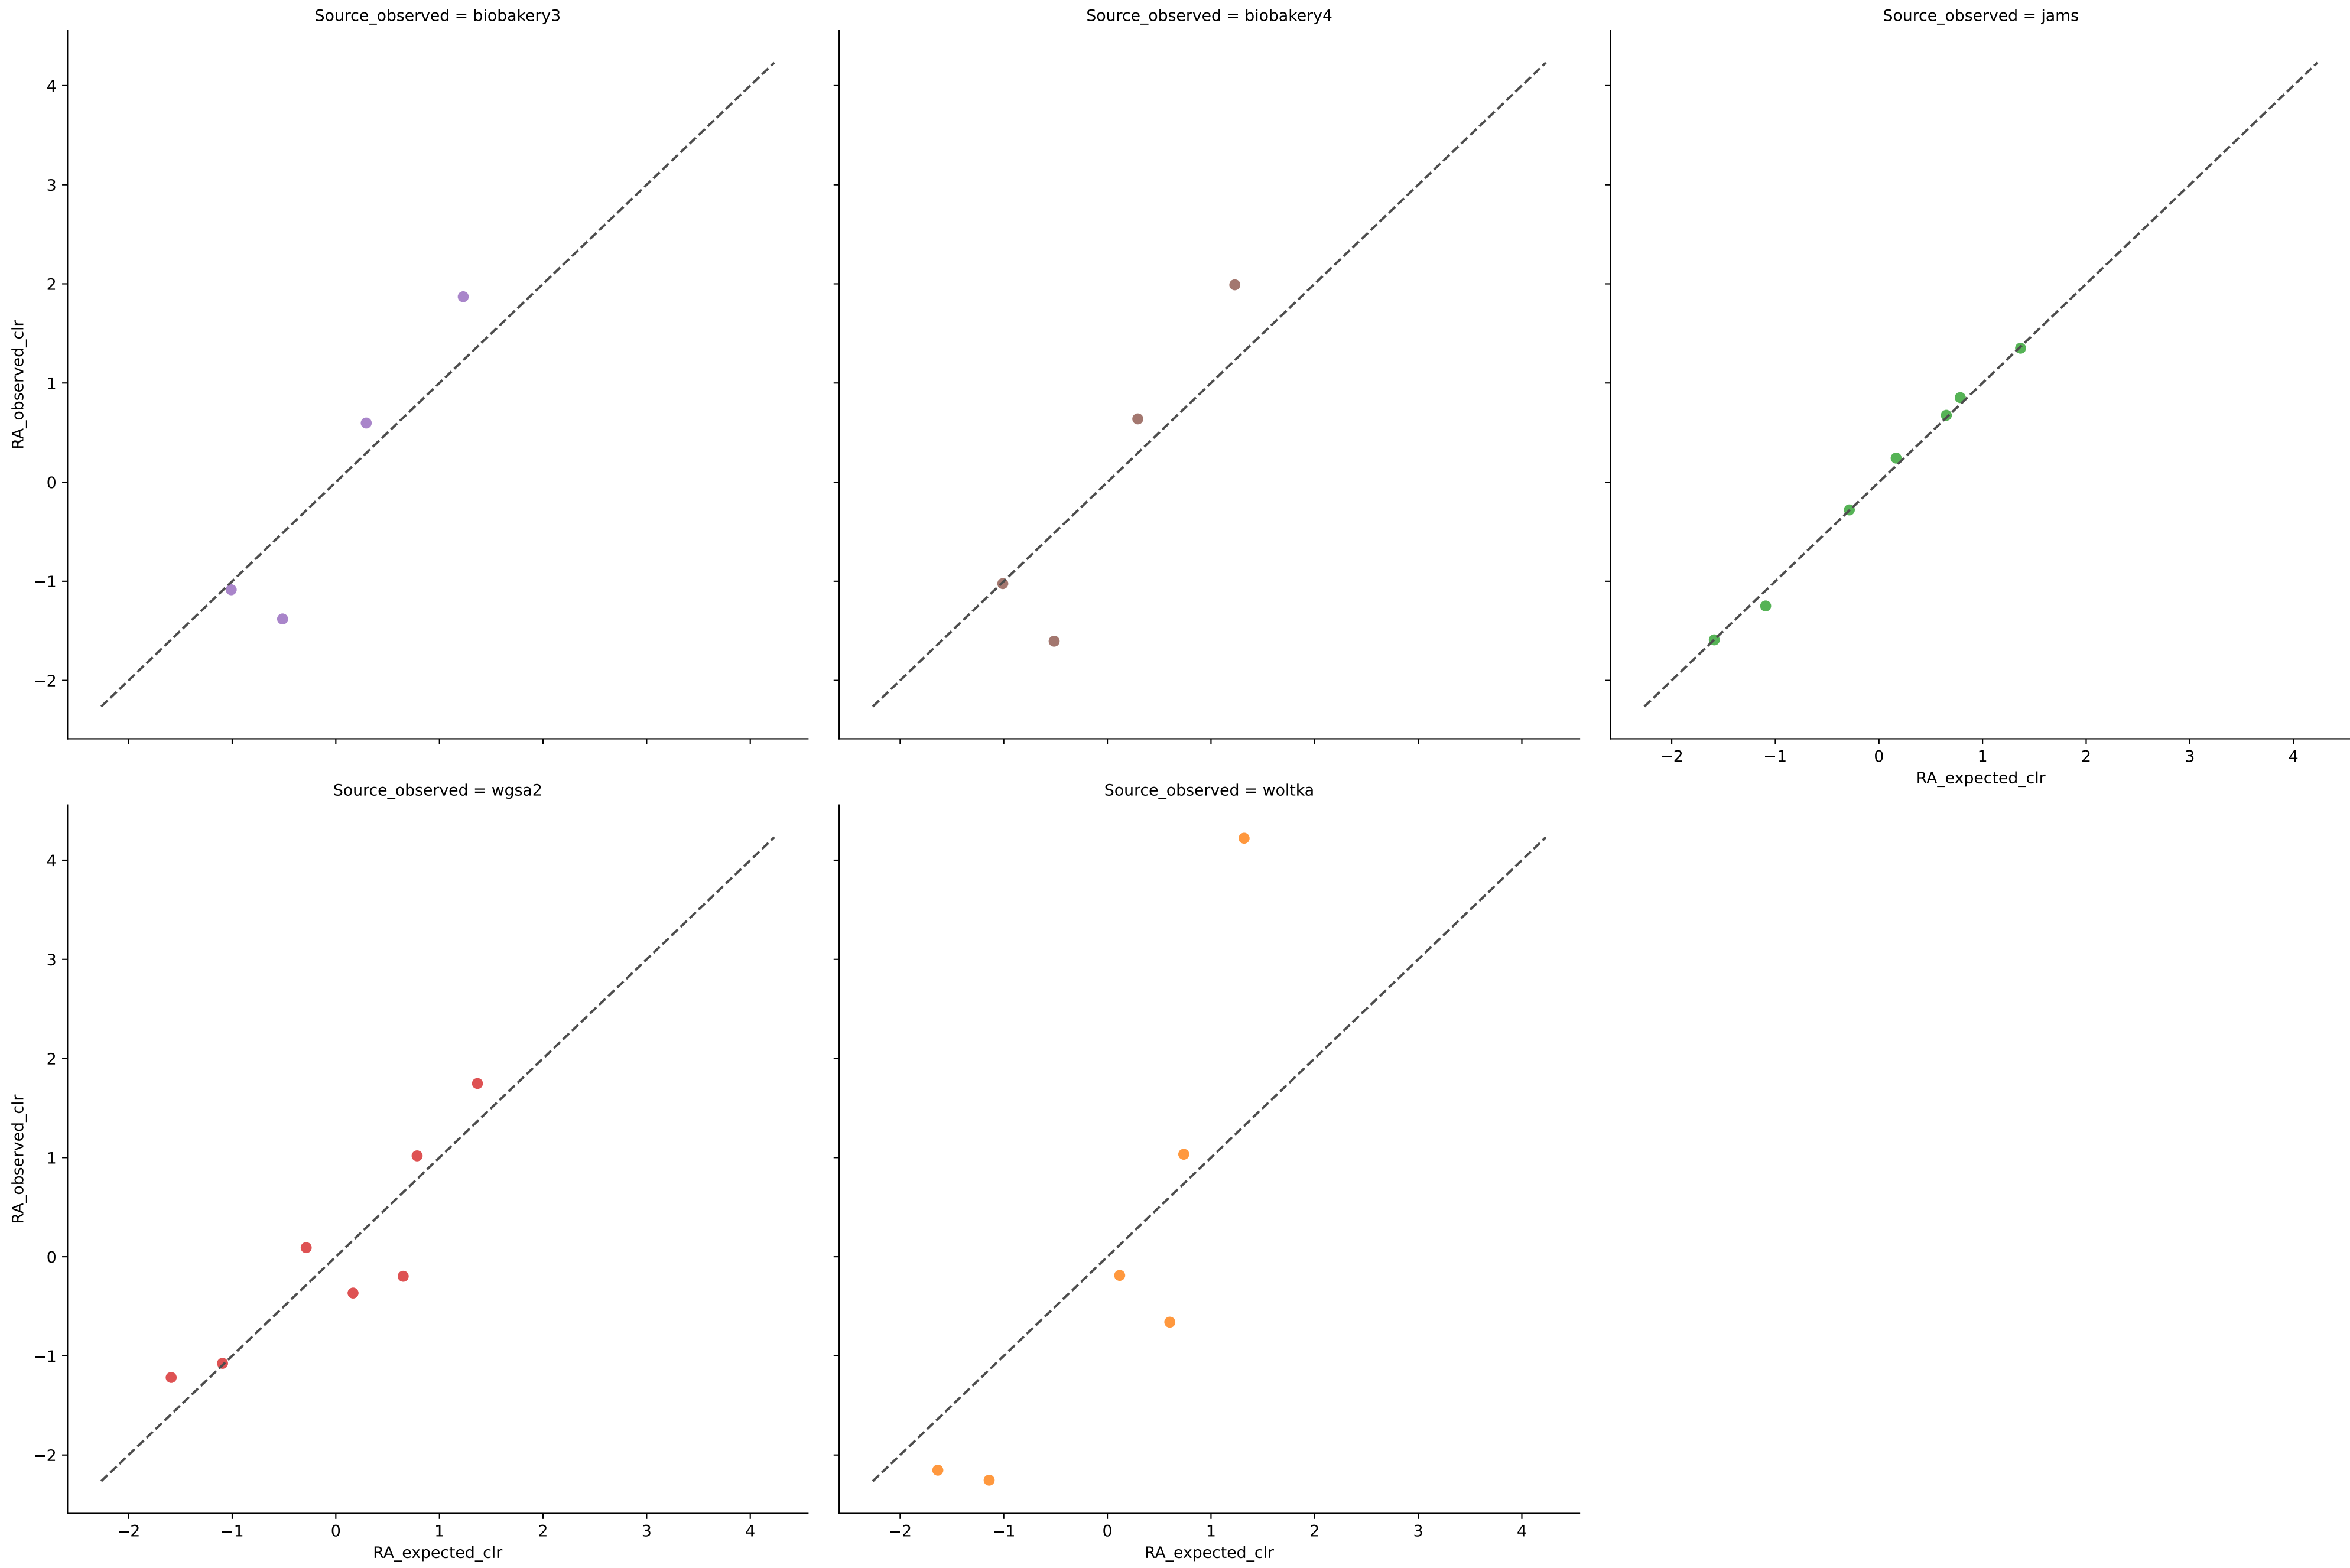 Source_observed = biobakery3
Source_observed = biobakery4
Source_observed = jams
RA_observed_clr
4
3
2
1
0
−1
−2
−2 −1 0 1 2 3 4
RA_expected_clr
Source_observed = wgsa2
Source_observed = woltka
RA_observed_clr
4
3
2
1
0
−1
−2
−2 −1 0 1 2 3 4
−2 −1 0 1 2 3 4
RA_expected_clr
RA_expected_clr